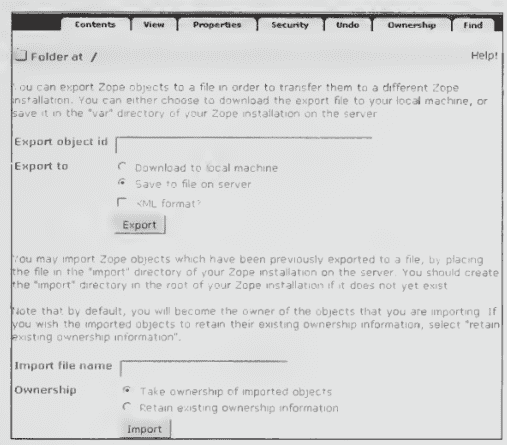 Contents View Properties Security Undo Ownership Find
Folder at / Help!
You can export Zope objects to a file in order to transfer them to a different Zope
installation. You can either choose to download the export file to your local machine, or
save it in the "var" directory of your Zope installation on the server
Export object id
Export to Download to local machine
Save to file on server
XML format?
Export
You may import Zope objects which have been previously exported to a file, by placing
the file in the "import" directory of your Zope installation on the server. You should create
the "import" directory in the root of your Zope installation if it does not yet exist
Note that by default, you will become the owner of the objects that you are importing. If
you wish the imported objects to retain their existing ownership information, select "retain
existing ownership information".
Import file name
Ownership Take ownership of imported objects
Retain existing ownership information
Import